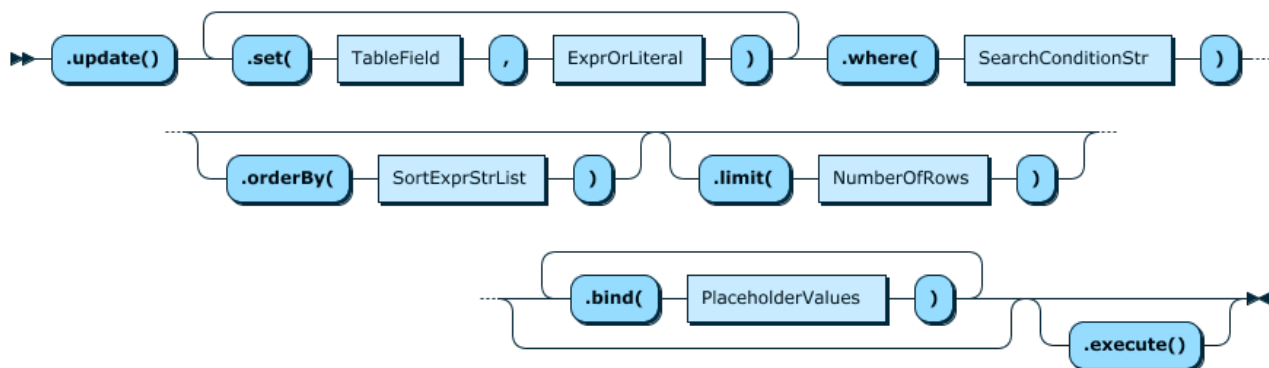 .update() .set( TableField , ExprOrLiteral ) .where( SearchConditionStr )
.orderBy( SortExprStrList ) .limit( NumberOfRows )
.bind( PlaceholderValues )
.execute()